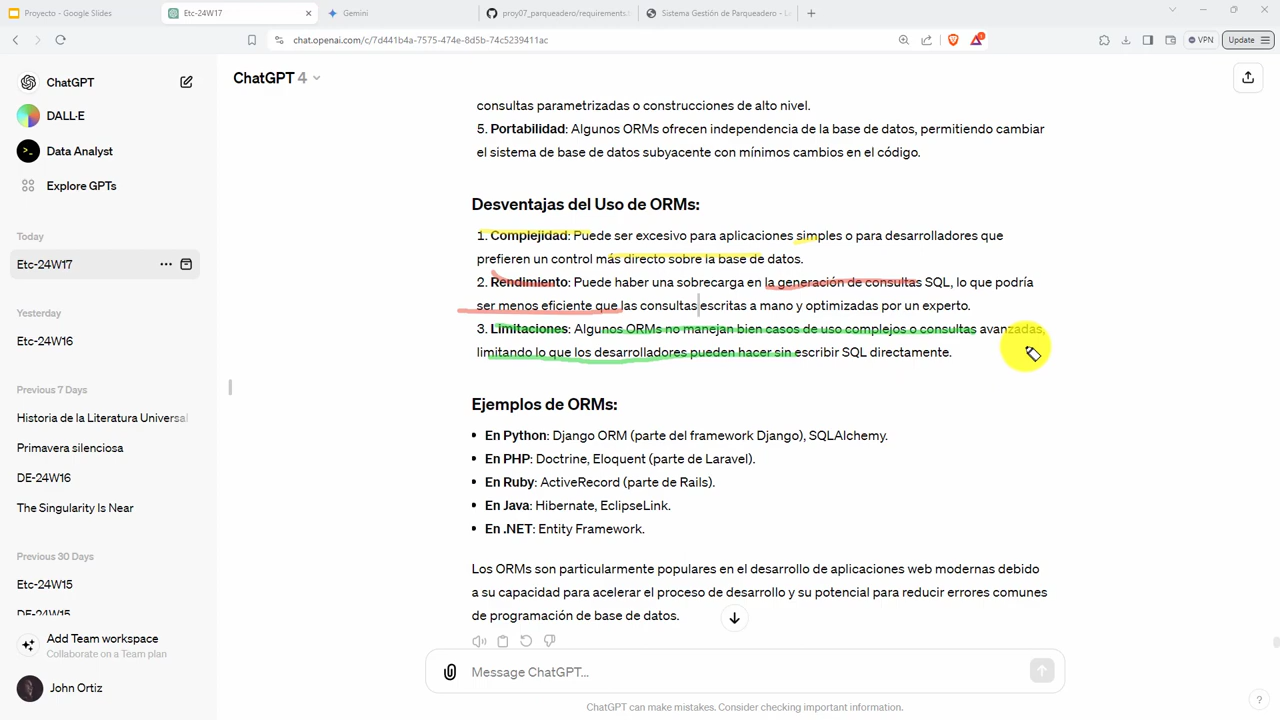 Proyecto - Google Slides
Etc-24W17
Gemini
proy07_parqueadero/requirements.t
Sistema Gestión de Parqueadero - Le
chat.openai.com/c/7d441b4a-7575-474e-8d5b-74c5239411ac
VPN
Update
ChatGPT
DALL·E
Data Analyst
Explore GPTs
Today
Etc-24W17
Yesterday
Etc-24W16
Previous 7 Days
Historia de la Literatura Universal
Primavera silenciosa
DE-24W16
The Singularity Is Near
Previous 30 Days
Etc-24W15
DE-24W15
Add Team workspace
Collaborate on a Team plan
John Ortiz
ChatGPT 4
consultas parametrizadas o construcciones de alto nivel.
5. Portabilidad: Algunos ORMs ofrecen independencia de la base de datos, permitiendo cambiar
el sistema de base de datos subyacente con mínimos cambios en el código.
Desventajas del Uso de ORMs:
1. Complejidad: Puede ser excesivo para aplicaciones simples o para desarrolladores que
prefieren un control más directo sobre la base de datos.
2. Rendimiento: Puede haber una sobrecarga en la generación de consultas SQL, lo que podría
ser menos eficiente que las consultas escritas a mano y optimizadas por un experto.
3. Limitaciones: Algunos ORMs no manejan bien casos de uso complejos o consultas avanzadas,
limitando lo que los desarrolladores pueden hacer sin escribir SQL directamente.
Ejemplos de ORMs:
• En Python: Django ORM (parte del framework Django), SQLAlchemy.
• En PHP: Doctrine, Eloquent (parte de Laravel).
• En Ruby: ActiveRecord (parte de Rails).
• En Java: Hibernate, EclipseLink.
• En .NET: Entity Framework.
Los ORMs son particularmente populares en el desarrollo de aplicaciones web modernas debido
a su capacidad para acelerar el proceso de desarrollo y su potencial para reducir errores comunes
de programación de base de datos.
Message ChatGPT...
ChatGPT can make mistakes. Consider checking important information.
?